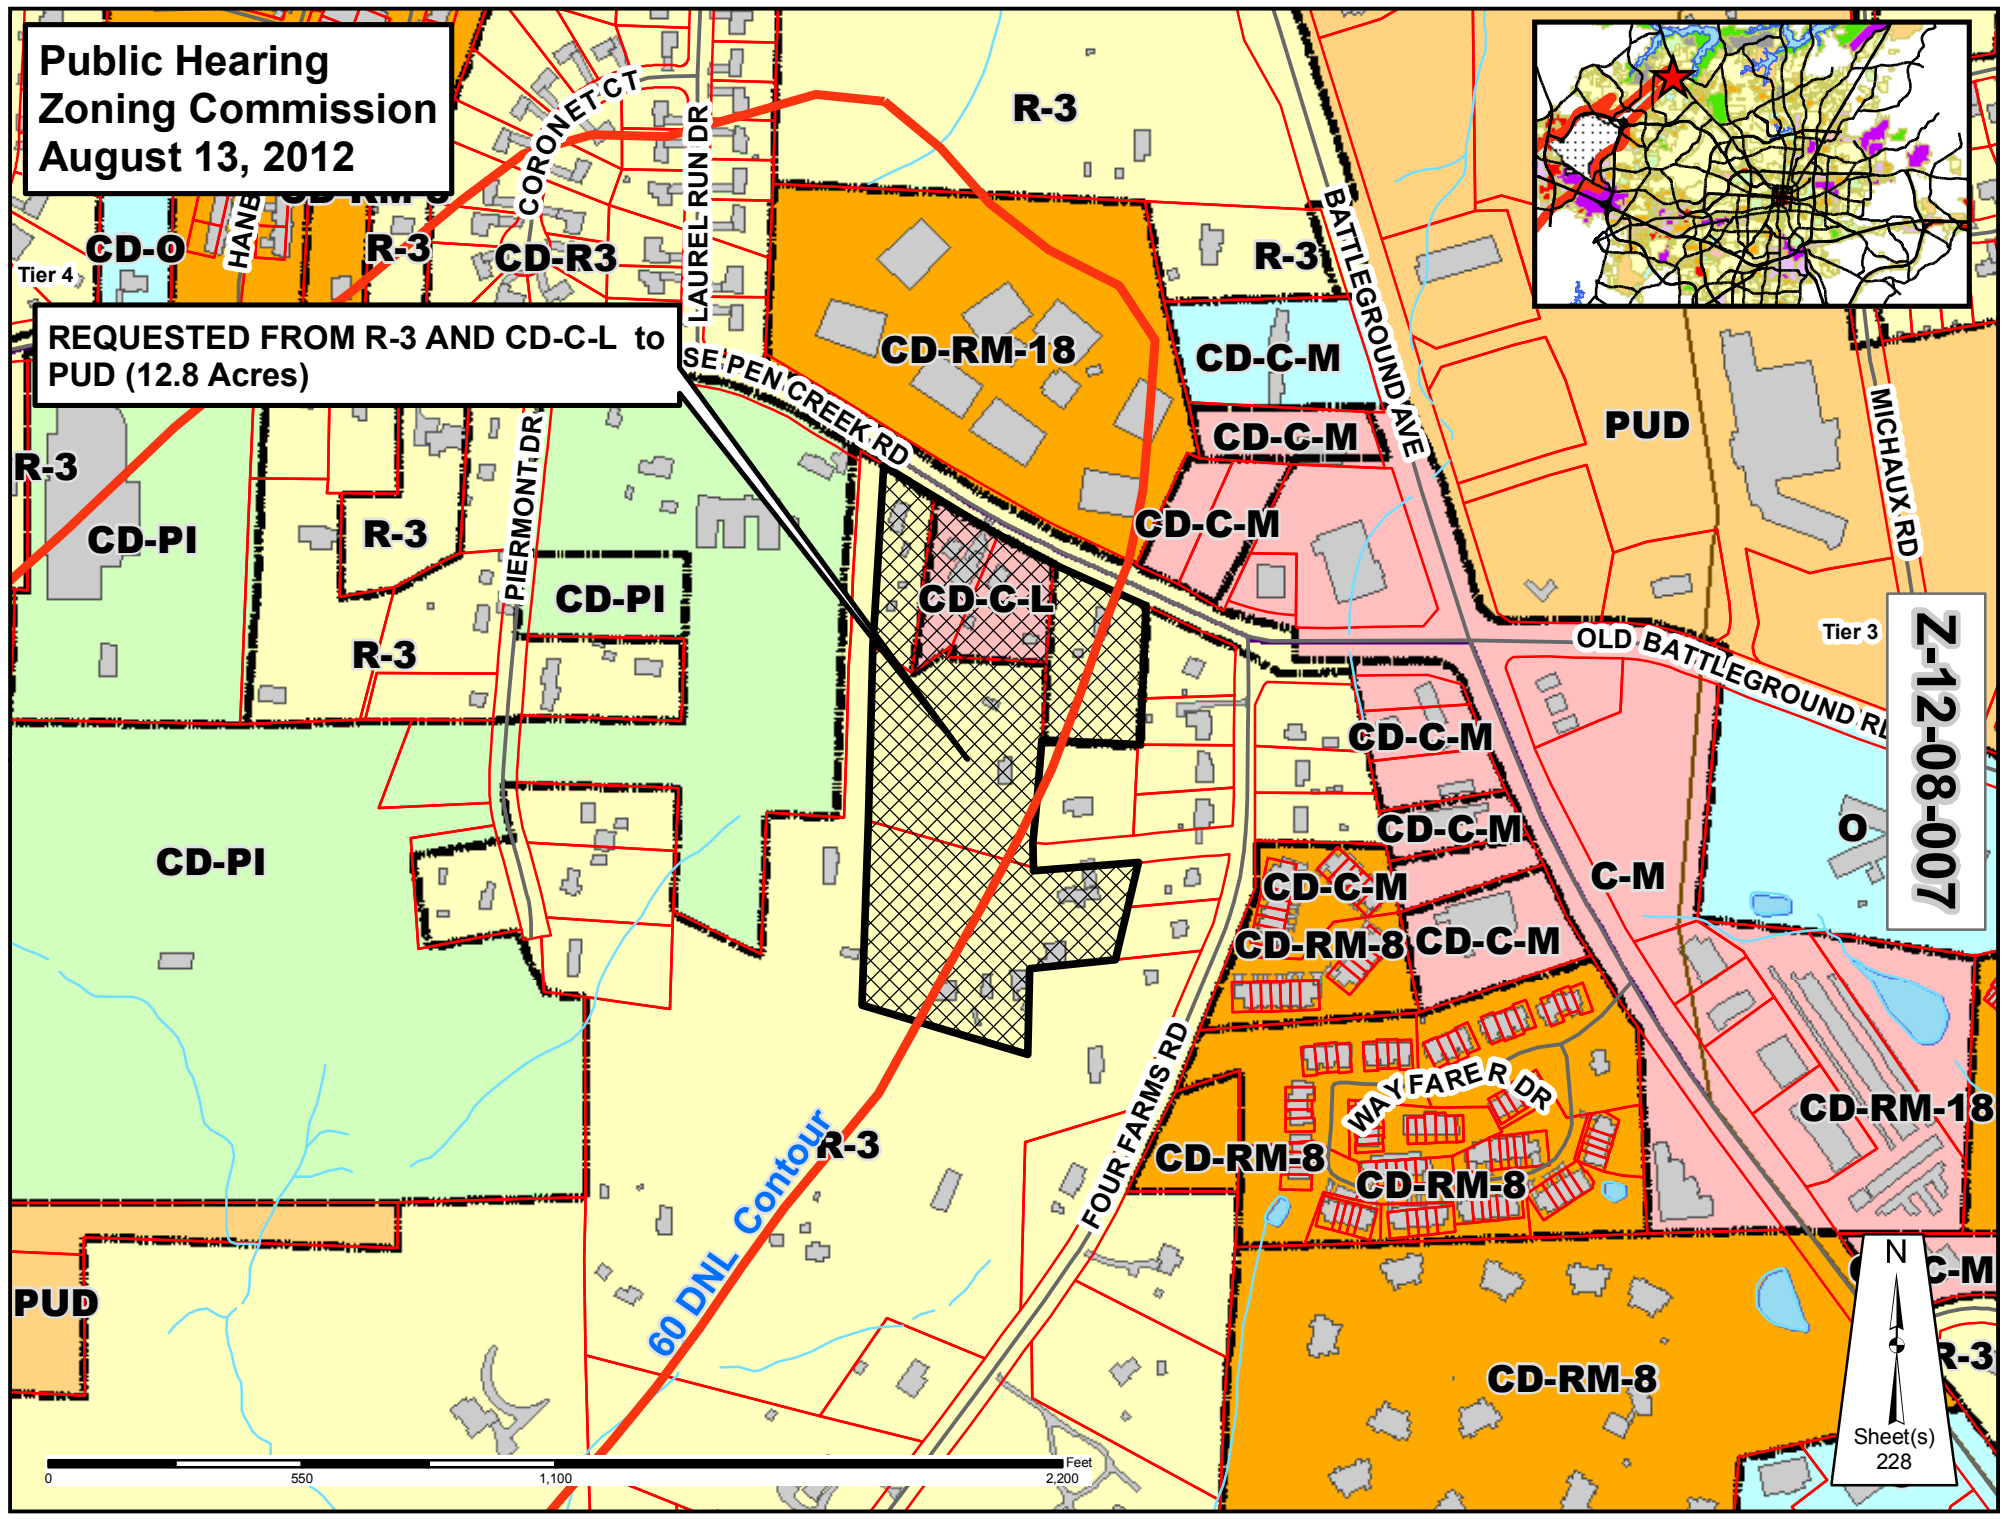 Public Hearing
Zoning Commission
August 13, 2012
CORONET CT
LAUREL RUN DR
R-3
BATTLEGROUND AVE
CD-RM-8
CD-O
R-3
CD-R3
R-3
Tier 4
REQUESTED FROM R-3 AND CD-C-L to
PUD (12.8 Acres)
CD-RM-18
CD-C-M
SE PEN CREEK RD
PUD
MICHAUX RD
CD-C-M
R-3
PIERMONT DR
CD-PI
R-3
CD-C-M
CD-PI
CD-C-L
R-3
OLD BATTLEGROUND RD
Tier 3
Z-12-08-007
CD-C-M
CD-C-M
O
CD-PI
C-M
CD-C-M
CD-RM-8
CD-C-M
FOUR FARMS RD
WAYFARER DR
CD-RM-18
R-3
60 DNL Contour
CD-RM-8
CD-RM-8
N
C-M
PUD
R-3
CD-RM-8
Sheet(s)
228
Feet
0 550 1,100 2,200